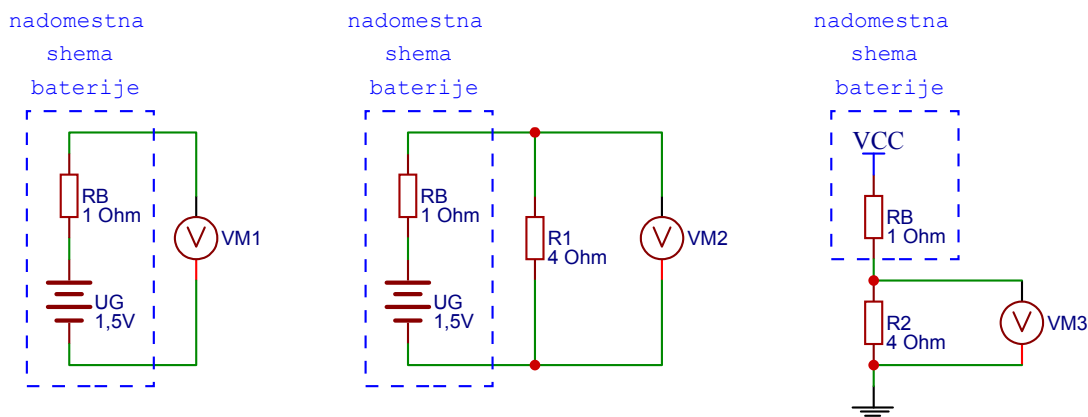 nadomestna
shema
baterije
RB
1 Ohm
UG
1,5V
V
VM1
nadomestna
shema
baterije
RB
1 Ohm
UG
1,5V
R1
4 Ohm
V
VM2
nadomestna
shema
baterije
VCC
RB
1 Ohm
R2
4 Ohm
V
VM3